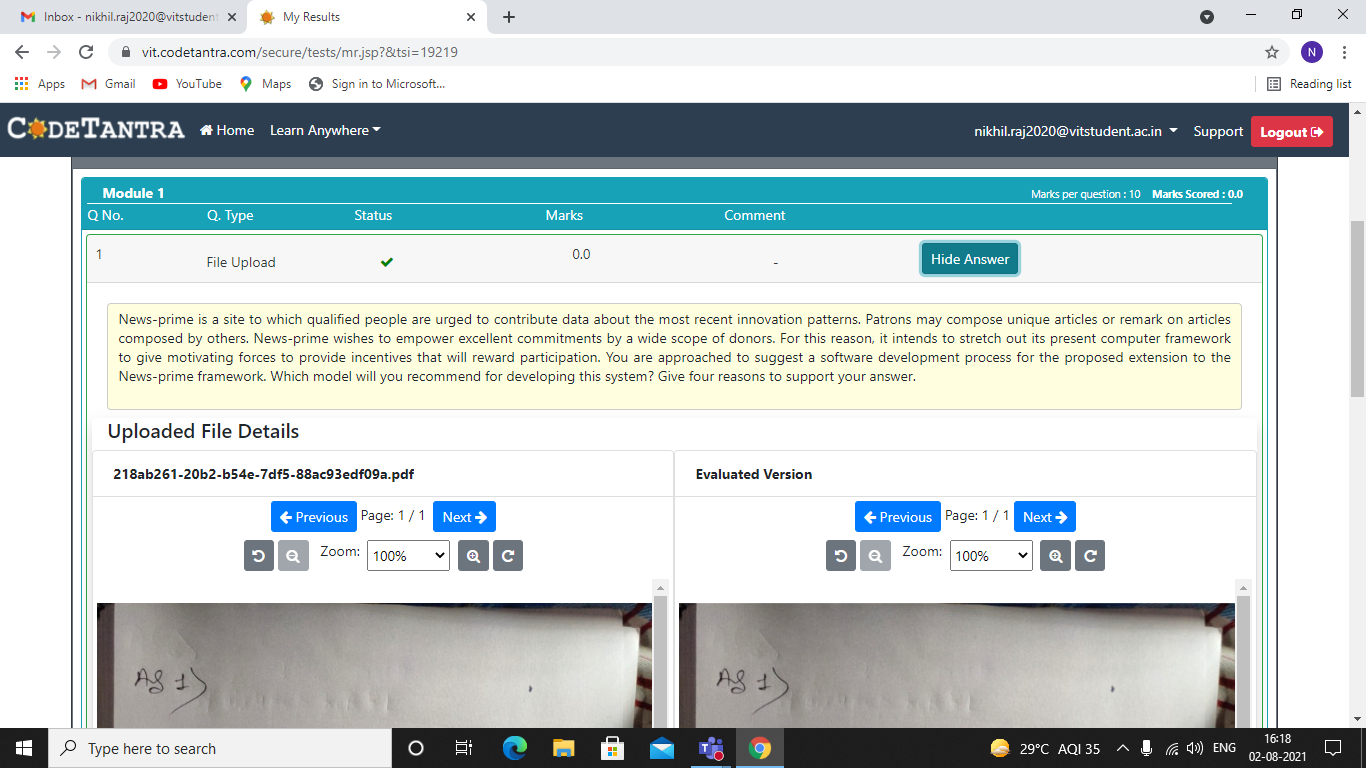 Inbox - nikhil.raj2020@vitstudent
My Results
vit.codetantra.com/secure/tests/mr.jsp?&tsi=19219
N
Apps Gmail YouTube Maps Sign in to Microsoft... Reading list
CODETANTRA Home Learn Anywhere nikhil.raj2020@vitstudent.ac.in Support Logout
Module 1 Marks per question : 10 Marks Scored : 0.0
Q No. Q. Type Status Marks Comment
1 File Upload 0.0 - Hide Answer
News-prime is a site to which qualified people are urged to contribute data about the most recent innovation patterns. Patrons may compose unique articles or remark on articles
composed by others. News-prime wishes to empower excellent commitments by a wide scope of donors. For this reason, it intends to stretch out its present computer framework
to give motivating forces to provide incentives that will reward participation. You are approached to suggest a software development process for the proposed extension to the
News-prime framework. Which model will you recommend for developing this system? Give four reasons to support your answer.
Uploaded File Details
218ab261-20b2-b54e-7df5-88ac93edf09a.pdf Evaluated Version
Previous Page: 1 / 1 Next Previous Page: 1 / 1 Next
Zoom: 100% Zoom: 100%
1) 1)
Type here to search 29°C AQI 35 ENG 16:18
02-08-2021